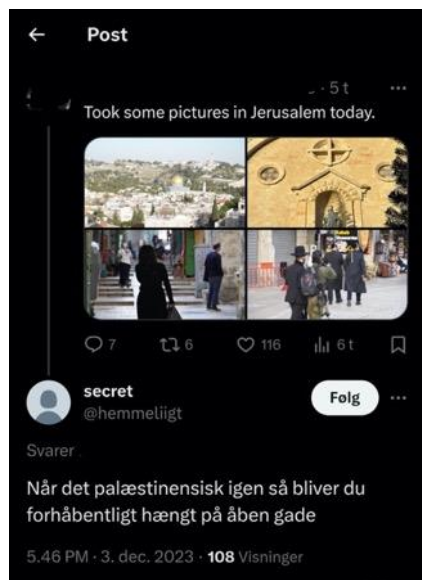 Post
· 5 t
Took some pictures in Jerusalem today.
7
6
116
6 t
secret
@hemmeliigt
Følg
Svarer
Når det palæstinensisk igen så bliver du
forhåbentligt hængt på åben gade
5.46 PM · 3. dec. 2023 · 108 Visninger